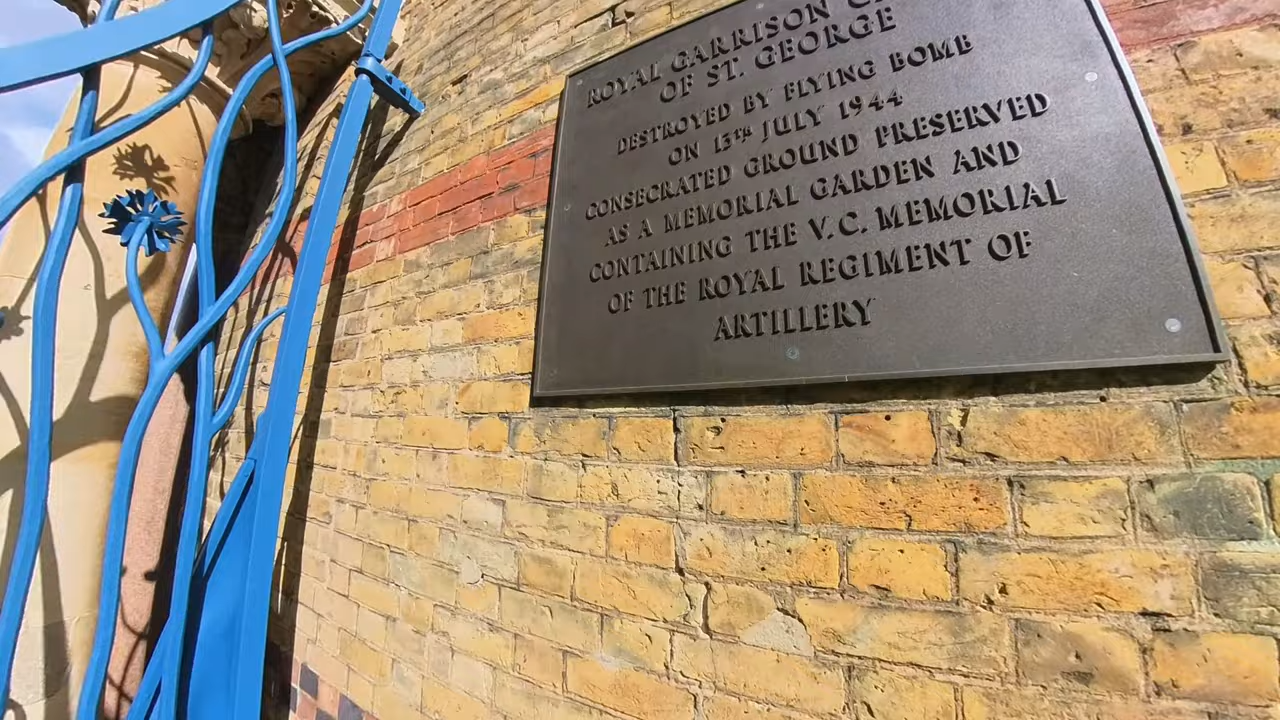 ROYAL GARRISON
OF ST. GEORGE
DESTROYED BY FLYING BOMB
ON 13TH JULY 1944
CONSECRATED GROUND PRESERVED
AS A MEMORIAL GARDEN AND
CONTAINING THE V.C. MEMORIAL
OF THE ROYAL REGIMENT OF
ARTILLERY